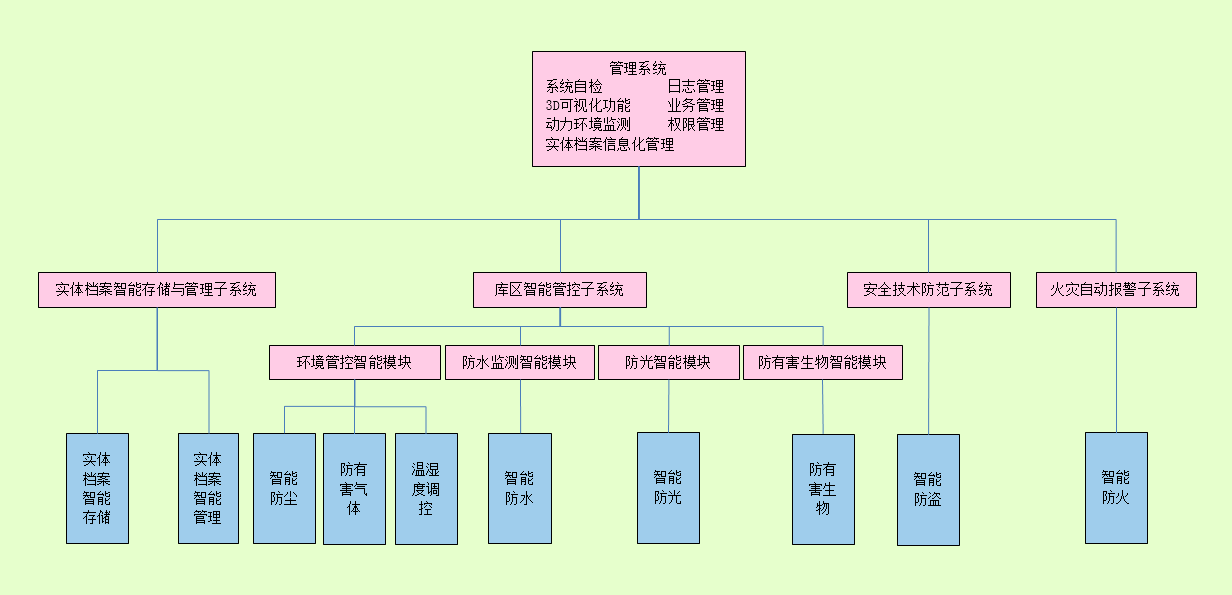 管理系统
系统自检 日志管理
3D可视化功能 业务管理
动力环境监测 权限管理
实体档案信息化管理
实体档案智能存储与管理子系统
库区智能管控子系统
安全技术防范子系统
火灾自动报警子系统
环境管控智能模块
防水监测智能模块
防光智能模块
防有害生物智能模块
实体
档案
智能
存储
实体
档案
智能
管理
智能
防尘
防有
害气
体
温湿
度调
控
智能
防水
智能
防光
防有
害生
物
智能
防盗
智能
防火